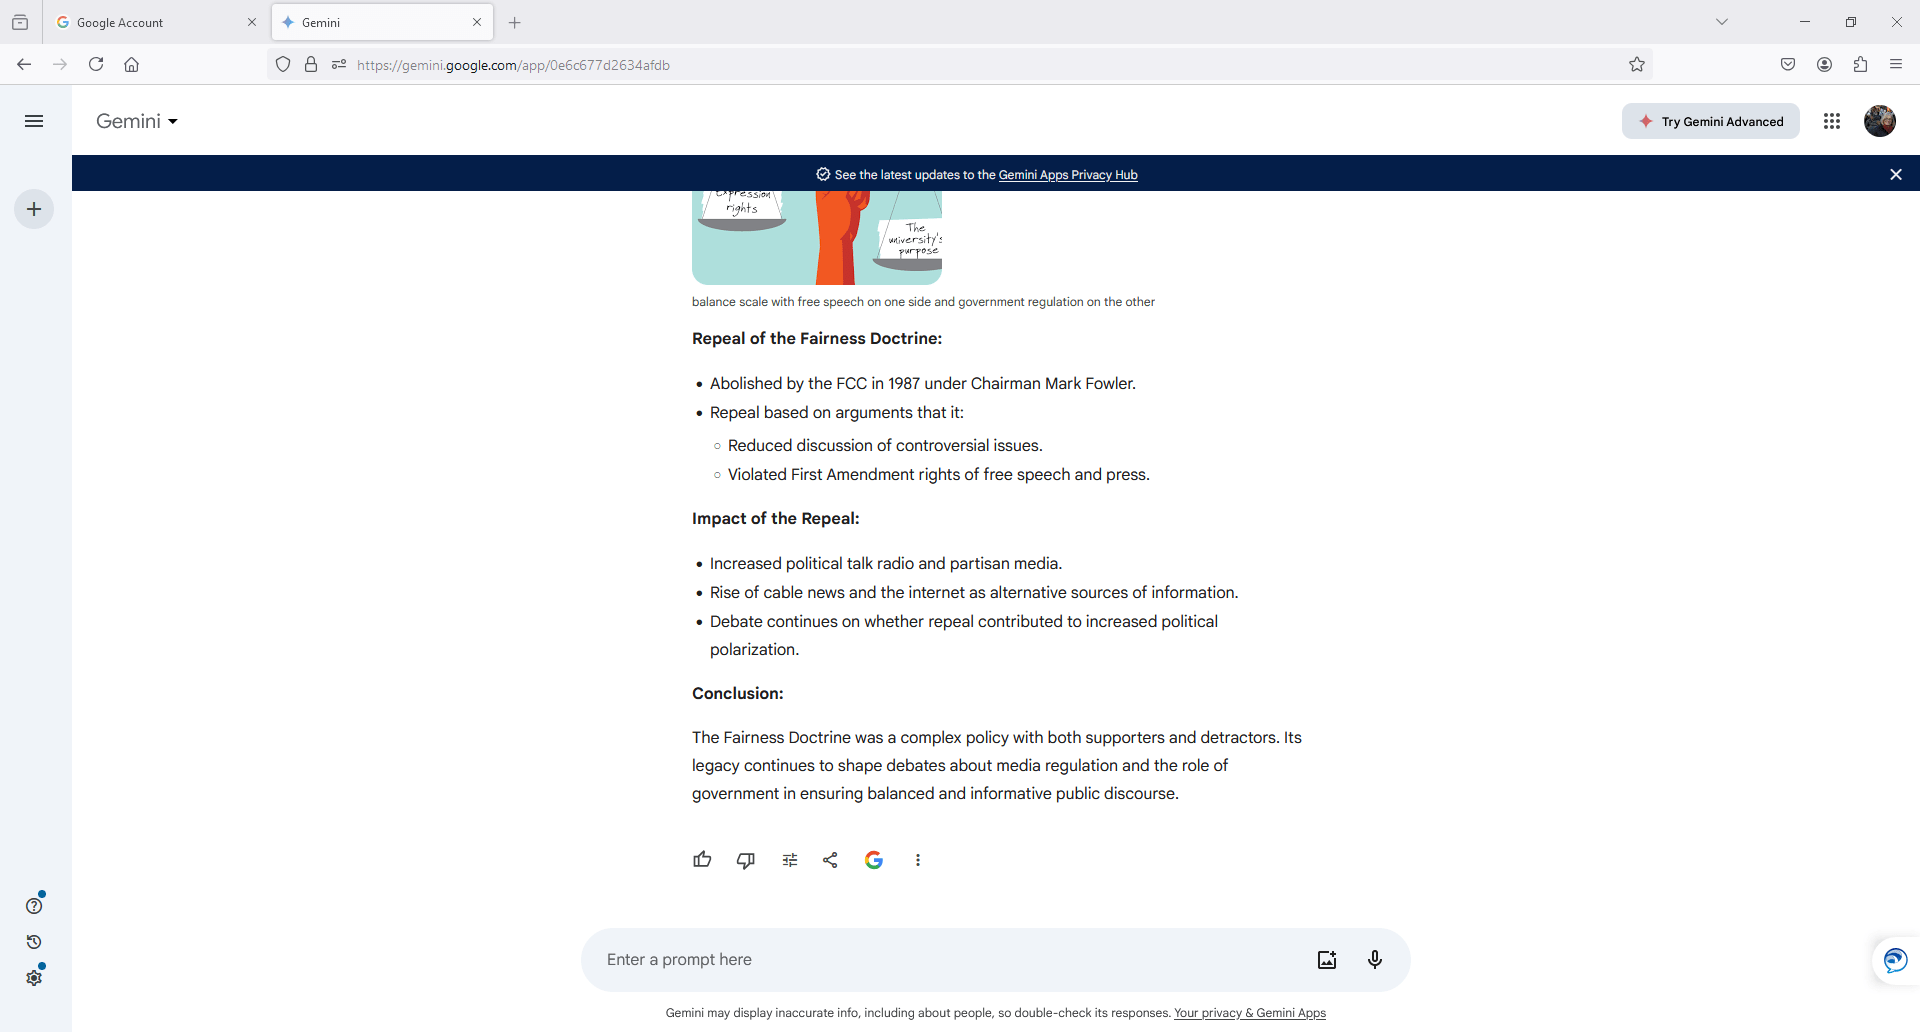 Google Account
Gemini
https://gemini.google.com/app/0e6c677d2634afdb
Gemini
Try Gemini Advanced
See the latest updates to the Gemini Apps Privacy Hub
expression
rights
The
university's
purpose
balance scale with free speech on one side and government regulation on the other
Repeal of the Fairness Doctrine:
• Abolished by the FCC in 1987 under Chairman Mark Fowler.
• Repeal based on arguments that it:
○ Reduced discussion of controversial issues.
○ Violated First Amendment rights of free speech and press.
Impact of the Repeal:
• Increased political talk radio and partisan media.
• Rise of cable news and the internet as alternative sources of information.
• Debate continues on whether repeal contributed to increased political
polarization.
Conclusion:
The Fairness Doctrine was a complex policy with both supporters and detractors. Its
legacy continues to shape debates about media regulation and the role of
government in ensuring balanced and informative public discourse.
Enter a prompt here
Gemini may display inaccurate info, including about people, so double-check its responses. Your privacy & Gemini Apps